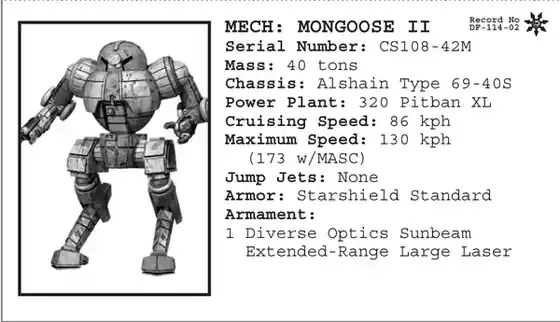 MECH: MONGOOSE II
Record No
DF-114-02
Serial Number: CS108-42M
Mass: 40 tons
Chassis: Alshain Type 69-40S
Power Plant: 320 Pitban XL
Cruising Speed: 86 kph
Maximum Speed: 130 kph
(173 w/MASC)
Jump Jets: None
Armor: Starshield Standard
Armament:
1 Diverse Optics Sunbeam
Extended-Range Large Laser